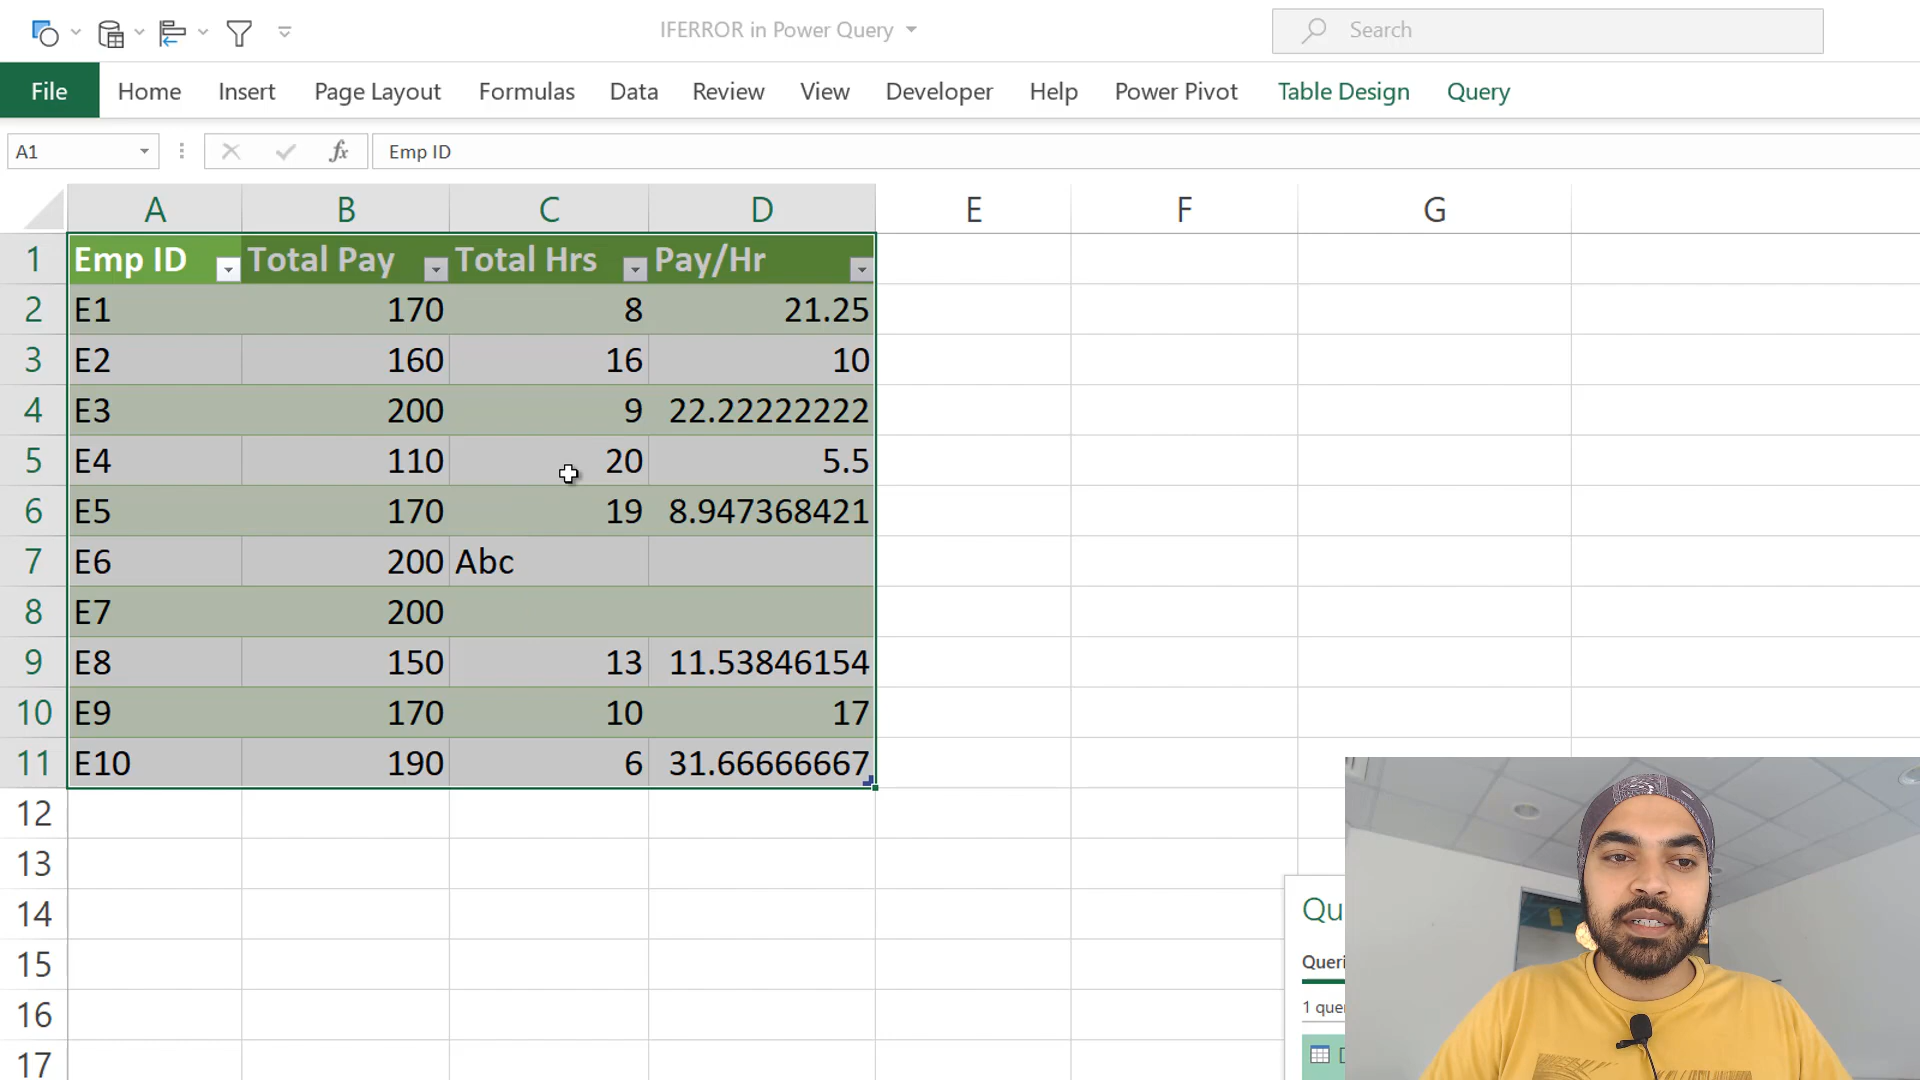 IFERROR in Power Query
Search
File Home Insert Page Layout Formulas Data Review View Developer Help Power Pivot Table Design Query
A1 fx Emp ID
A B C D E F G
1 Emp ID Total Pay Total Hrs Pay/Hr
2 E1 170 8 21.25
3 E2 160 16 10
4 E3 200 9 22.22222222
5 E4 110 20 5.5
6 E5 170 19 8.947368421
7 E6 200 Abc
8 E7 200
9 E8 150 13 11.53846154
10 E9 170 10 17
11 E10 190 6 31.66666667
12
13
14
15
16
17
Qu
Queri
1 que